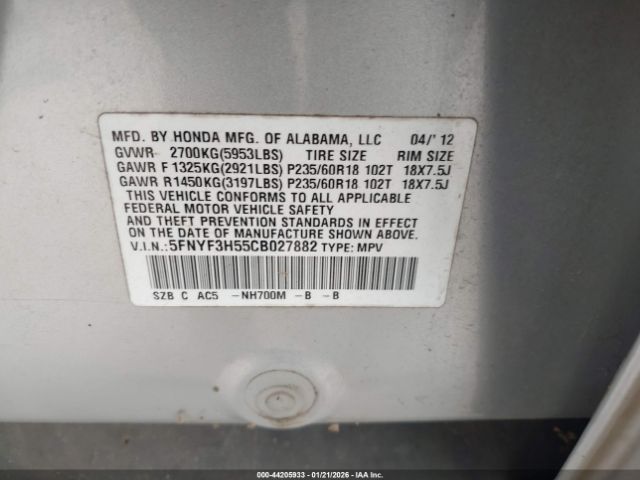 MFD. BY HONDA MFG. OF ALABAMA, LLC 04/'12
GVWR 2700KG(5953LBS) TIRE SIZE RIM SIZE
GAWR F 1325KG(2921LBS) P235/60R18 102T 18X7.5J
GAWR R1450KG(3197LBS) P235/60R18 102T 18X7.5J
THIS VEHICLE CONFORMS TO ALL APPLICABLE
FEDERAL MOTOR VEHICLE SAFETY
AND THEFT PREVENTION STANDARDS IN EFFECT
ON THE DATE OF MANUFACTURE SHOWN ABOVE.
V.I.N.: 5FNYF3H55CB027882 TYPE: MPV
SZB C AC5 -NH700M -B -B
000-44205933 - 01/21/2026 - IAA Inc.